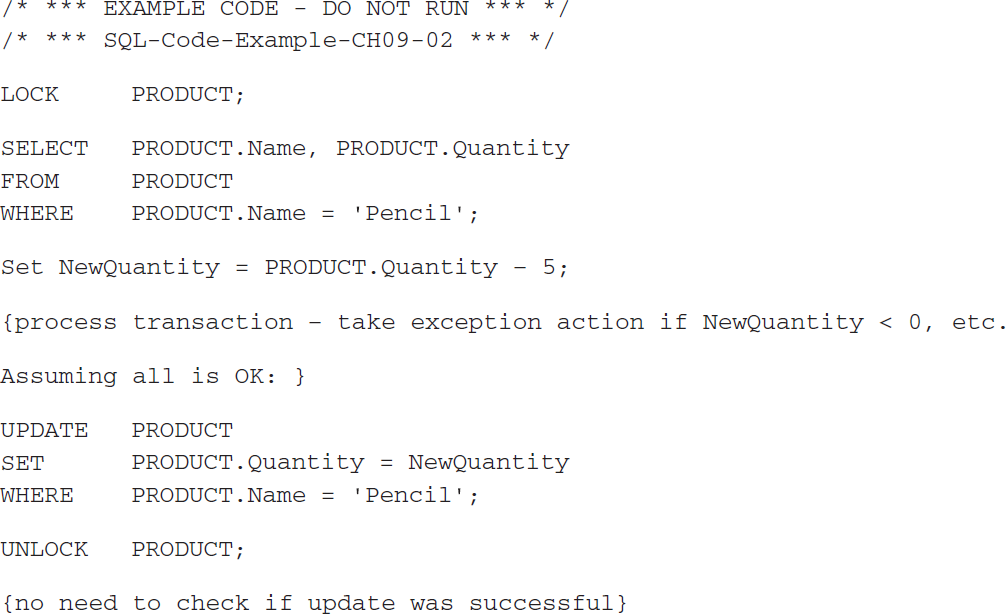 /* *** EXAMPLE CODE - DO NOT RUN *** */
/* *** SQL-Code-Example-CH09-02 *** */
LOCK PRODUCT;
SELECT PRODUCT.Name, PRODUCT.Quantity
FROM PRODUCT
WHERE PRODUCT.Name = 'Pencil';
Set NewQuantity = PRODUCT.Quantity – 5;
{process transaction – take exception action if NewQuantity < 0, etc.
Assuming all is OK: }
UPDATE PRODUCT
SET PRODUCT.Quantity = NewQuantity
WHERE PRODUCT.Name = 'Pencil';
UNLOCK PRODUCT;
{no need to check if update was successful}